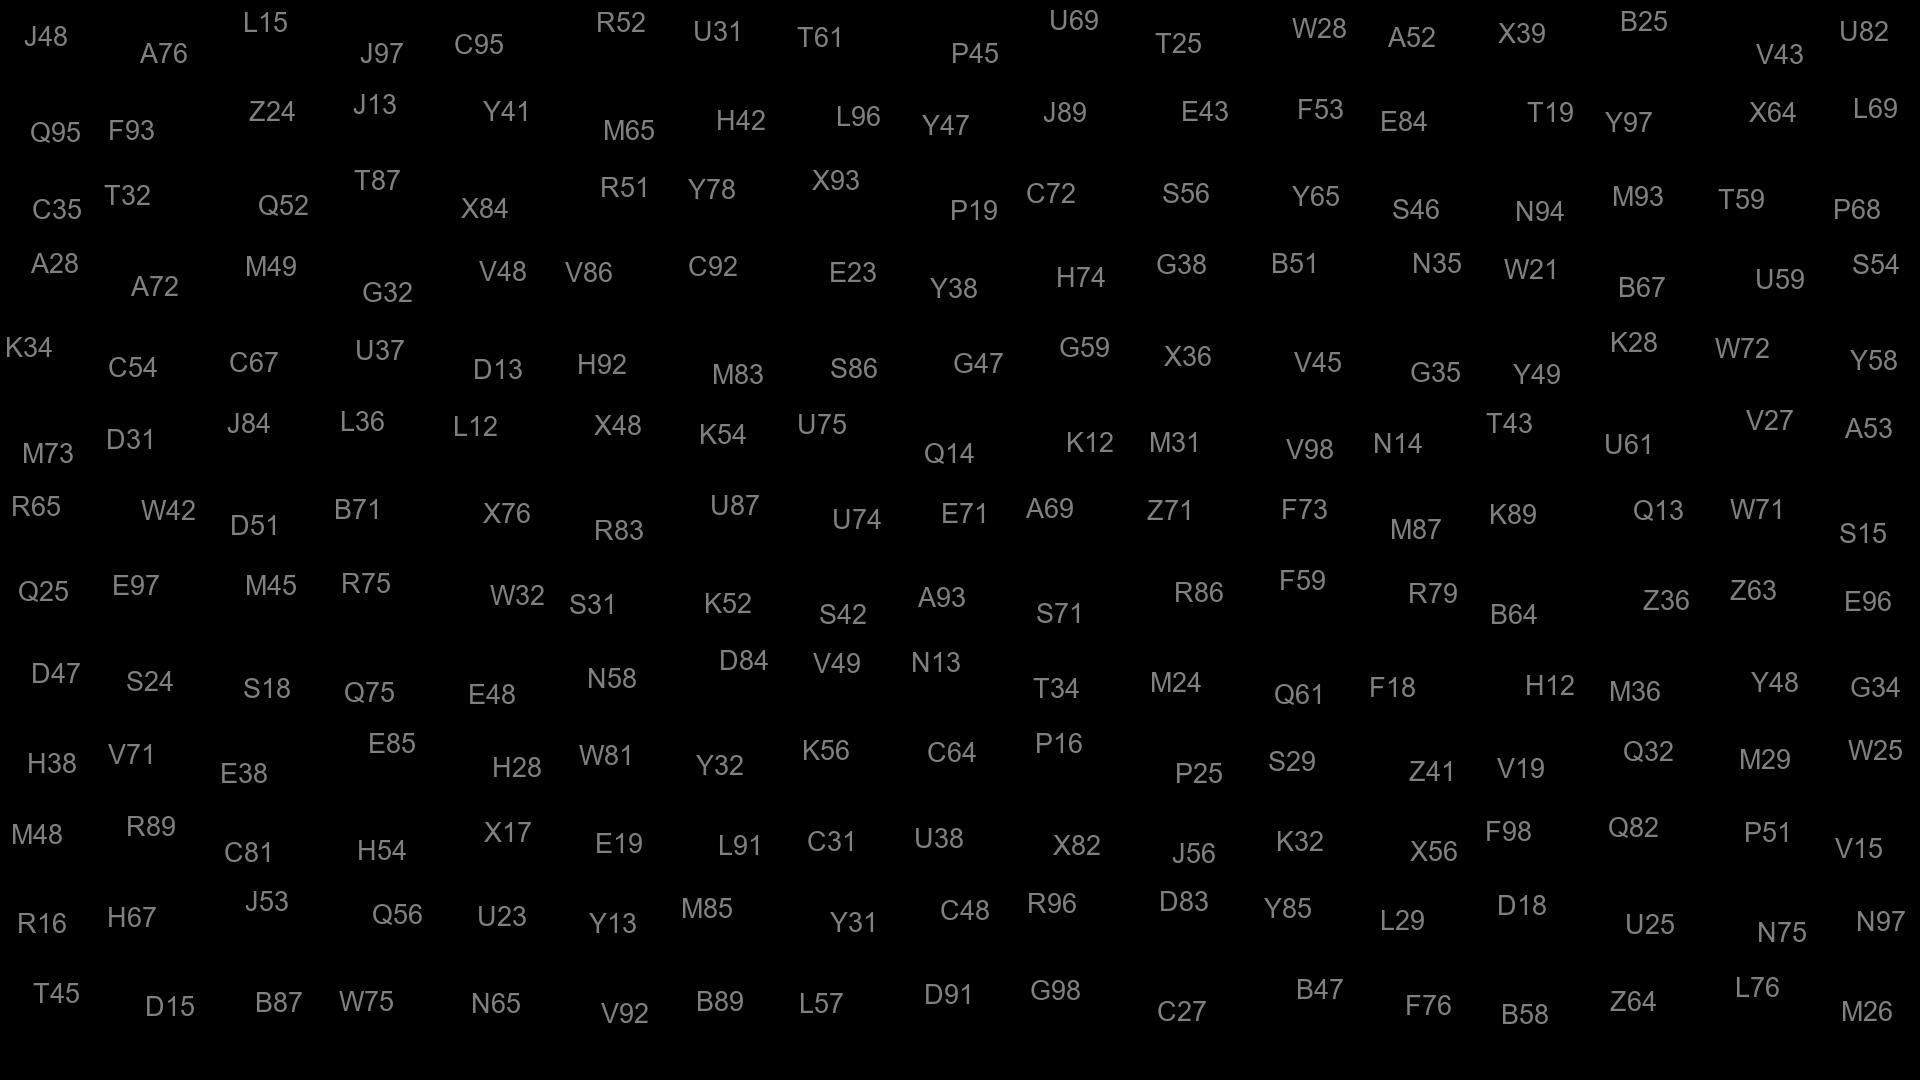 J48 A76 L15 J97 C95 R52 U31 T61 P45 U69 T25 W28 A52 X39 B25 V43 U82
Q95 F93 Z24 J13 Y41 M65 H42 L96 Y47 J89 E43 F53 E84 T19 Y97 X64 L69
C35 T32 Q52 T87 X84 R51 Y78 X93 P19 C72 S56 Y65 S46 N94 M93 T59 P68
A28 A72 M49 G32 V48 V86 C92 E23 Y38 H74 G38 B51 N35 W21 B67 U59 S54
K34 C54 C67 U37 D13 H92 M83 S86 G47 G59 X36 V45 G35 Y49 K28 W72 Y58
M73 D31 J84 L36 L12 X48 K54 U75 Q14 K12 M31 V98 N14 T43 U61 V27 A53
R65 W42 D51 B71 X76 R83 U87 U74 E71 A69 Z71 F73 M87 K89 Q13 W71 S15
Q25 E97 M45 R75 W32 S31 K52 S42 A93 S71 R86 F59 R79 B64 Z36 Z63 E96
D47 S24 S18 Q75 E48 N58 D84 V49 N13 T34 M24 Q61 F18 H12 M36 Y48 G34
H38 V71 E38 E85 H28 W81 Y32 K56 C64 P16 P25 S29 Z41 V19 Q32 M29 W25
M48 R89 C81 H54 X17 E19 L91 C31 U38 X82 J56 K32 X56 F98 Q82 P51 V15
R16 H67 J53 Q56 U23 Y13 M85 Y31 C48 R96 D83 Y85 L29 D18 U25 N75 N97
T45 D15 B87 W75 N65 V92 B89 L57 D91 G98 C27 B47 F76 B58 Z64 L76 M26